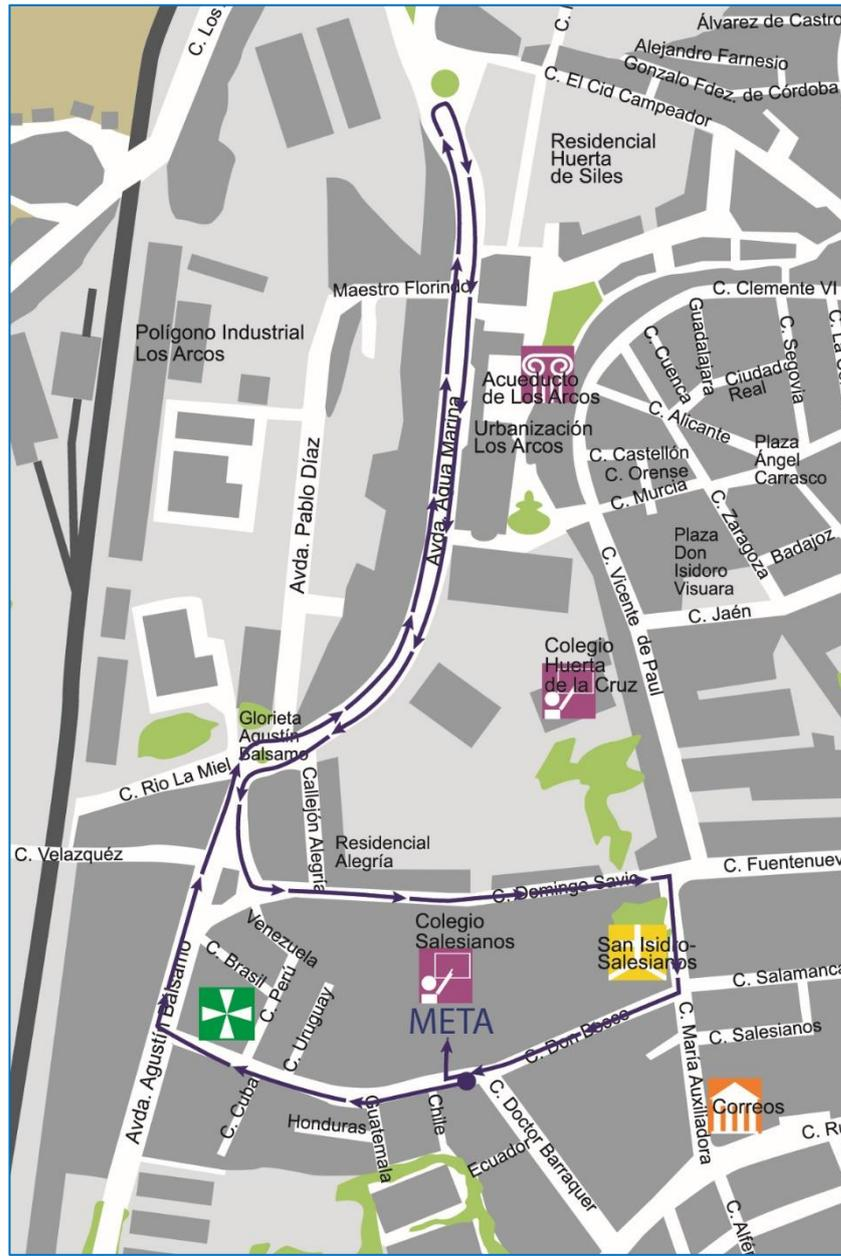 C. Los
Álvarez de Castro
Alejandro Farnesio
Gonzalo Fdez. de Córdoba
C. El Cid Campeador
Residencial
Huerta
de Siles
Maestro Florindo
C. Clemente VI
Polígono Industrial
Los Arcos
Guadalajara
C. Cuenca
C. Segovia
Ciudad
Real
Acueducto
de Los Arcos
C. Alicante
Urbanización
Los Arcos
Avda. Agua Marina
Plaza
Ángel
Carrasco
C. Castellón
C. Orense
C. Murcia
Avda. Pablo Díaz
C. Zaragoza
Plaza
Don
Isidoro
Visuara
Badajoz
C. Vicente de Paul
C. Jaén
Colegio
Huerta
de la Cruz
Glorieta
Agustín
Balsamo
C. Rio La Miel
Callejón Alegría
C. Velazquéz
Residencial
Alegría
C. Fuentenuev
C. Domingo Savio
Colegio
Salesianos
San Isidro-
Salesianos
Venezuela
C. Brasil
C. Perú
C. Uruguay
C. Salamanca
META
C. Don Bosco
C. Salesianos
C. María Auxiliadora
Avda. Agustín Bálsamo
C. Cuba
Honduras
Guatemala
Chile
C. Doctor Barraquer
Ecuador
Correos
C. Ru
C. Alfé